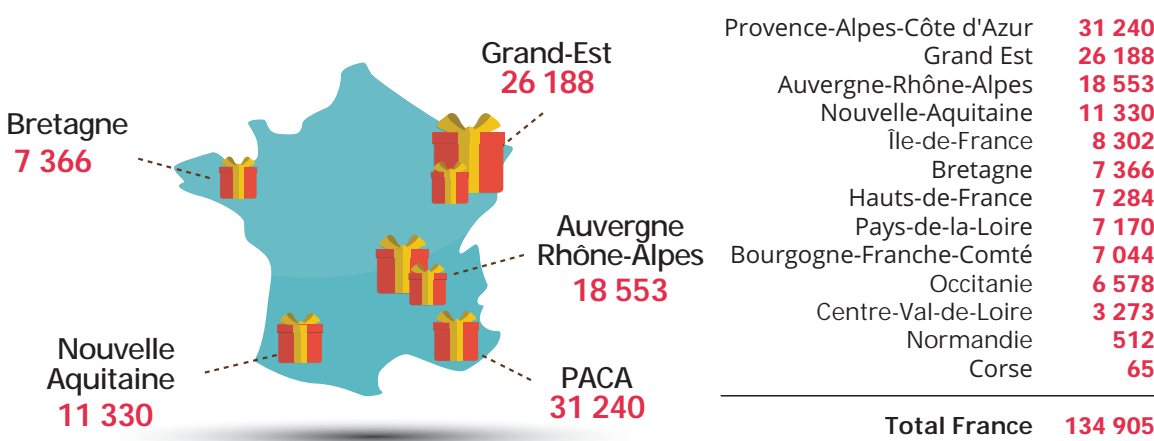 Grand-Est
26 188
Bretagne
7 366
Auvergne
Rhône-Alpes
18 553
Nouvelle
Aquitaine
11 330
PACA
31 240
Provence-Alpes-Côte d'Azur 31 240
Grand Est 26 188
Auvergne-Rhône-Alpes 18 553
Nouvelle-Aquitaine 11 330
Île-de-France 8 302
Bretagne 7 366
Hauts-de-France 7 284
Pays-de-la-Loire 7 170
Bourgogne-Franche-Comté 7 044
Occitanie 6 578
Centre-Val-de-Loire 3 273
Normandie 512
Corse 65
Total France 134 905